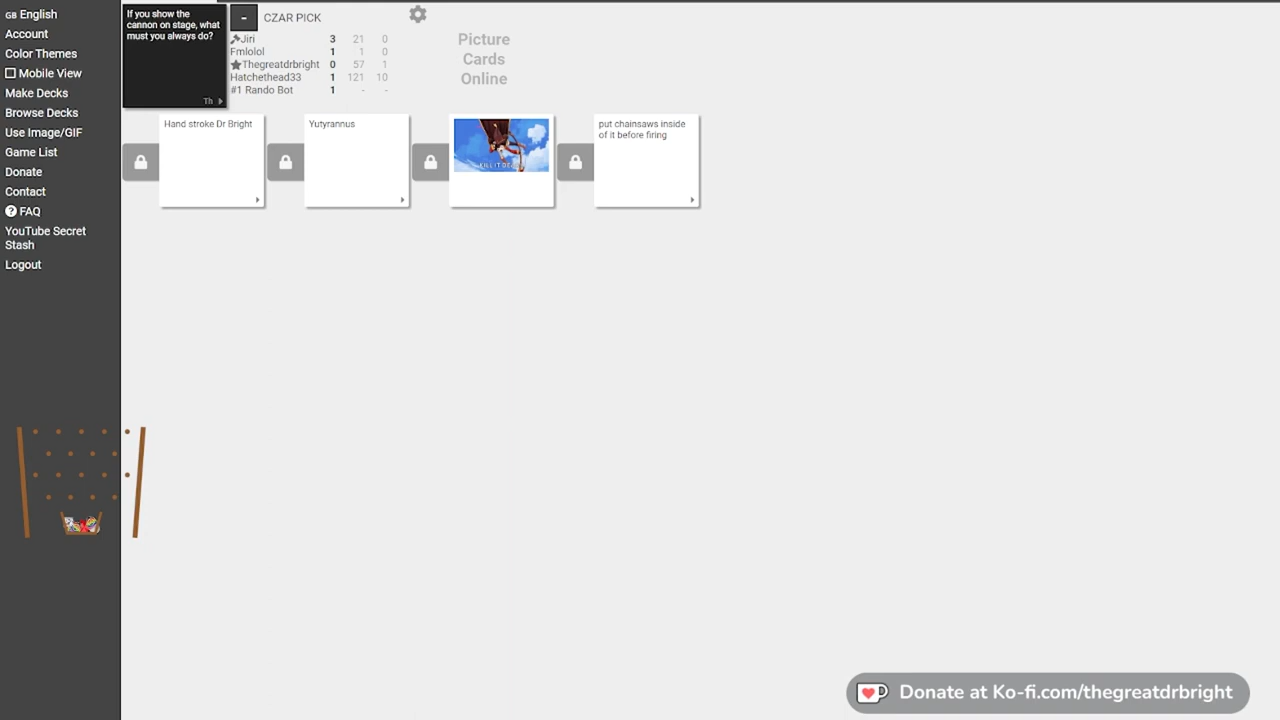 GB English
Account
Color Themes
Mobile View
Make Decks
Browse Decks
Use Image/GIF
Game List
Donate
Contact
? FAQ
YouTube Secret
Stash
Logout
If you show the
cannon on stage, what
must you always do?
Th
-
CZAR PICK
Jiri 3 21 0
Fmlolol 1 1 0
Thegreatdrbright 0 57 1
Hatchethead33 1 121 10
#1 Rando Bot 1 - -
Picture
Cards
Online
Hand stroke Dr Bright
Yutyrannus
KILL IT
put chainsaws inside
of it before firing
Donate at Ko-fi.com/thegreatdrbright